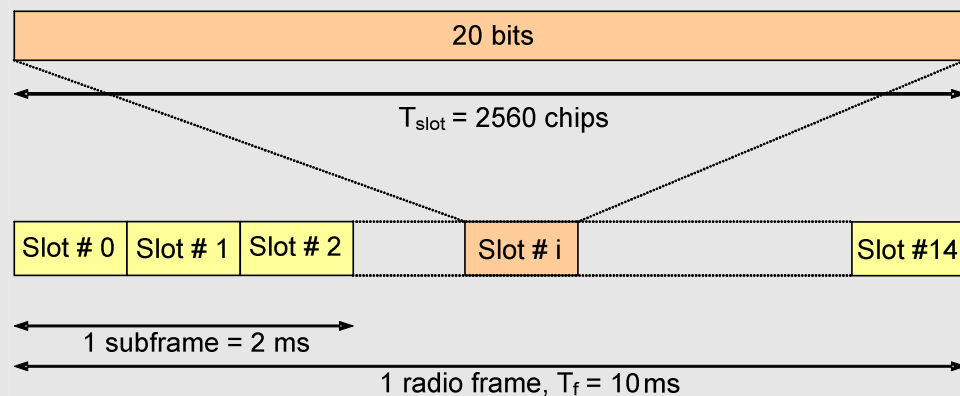 20 bits
Tslot = 2560 chips
Slot # 0 Slot # 1 Slot # 2 Slot # i Slot #14
1 subframe = 2 ms
1 radio frame, Tf = 10 ms